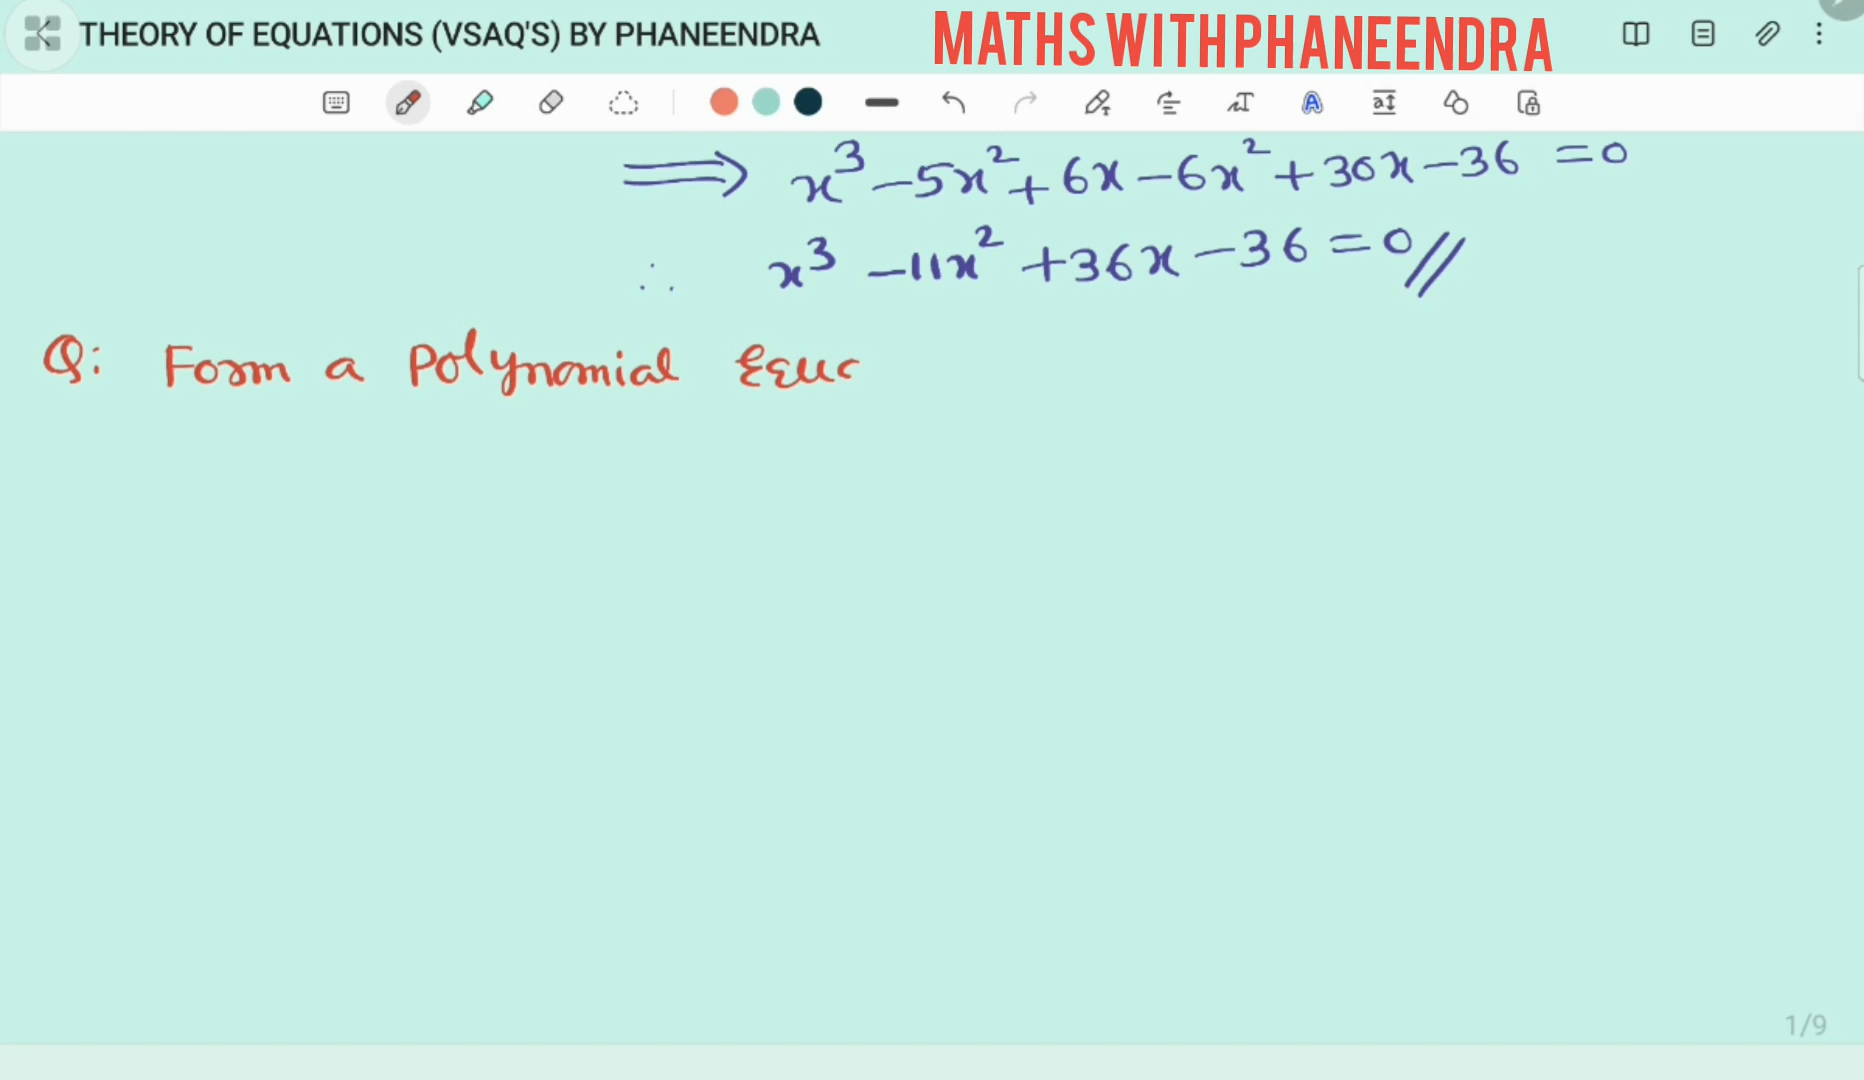 THEORY OF EQUATIONS (VSAQ'S) BY PHANEENDRA
MATHS WITH PHANEENDRA
⟹ x³ - 5x² + 6x - 6x² + 30x - 36 = 0
∴ x³ - 11x² + 36x - 36 = 0//
Q: Form a Polynomial Equa
1/9